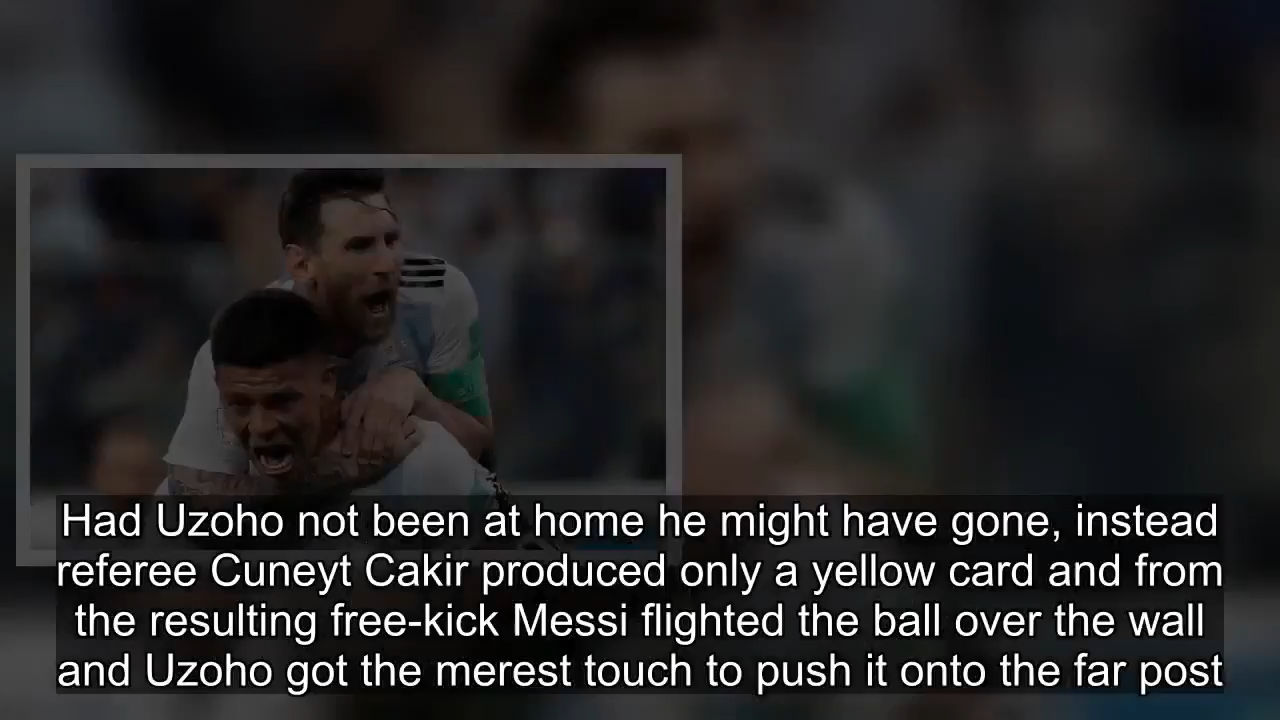 Had Uzoho not been at home he might have gone, instead
referee Cuneyt Cakir produced only a yellow card and from
the resulting free-kick Messi flighted the ball over the wall
and Uzoho got the merest touch to push it onto the far post